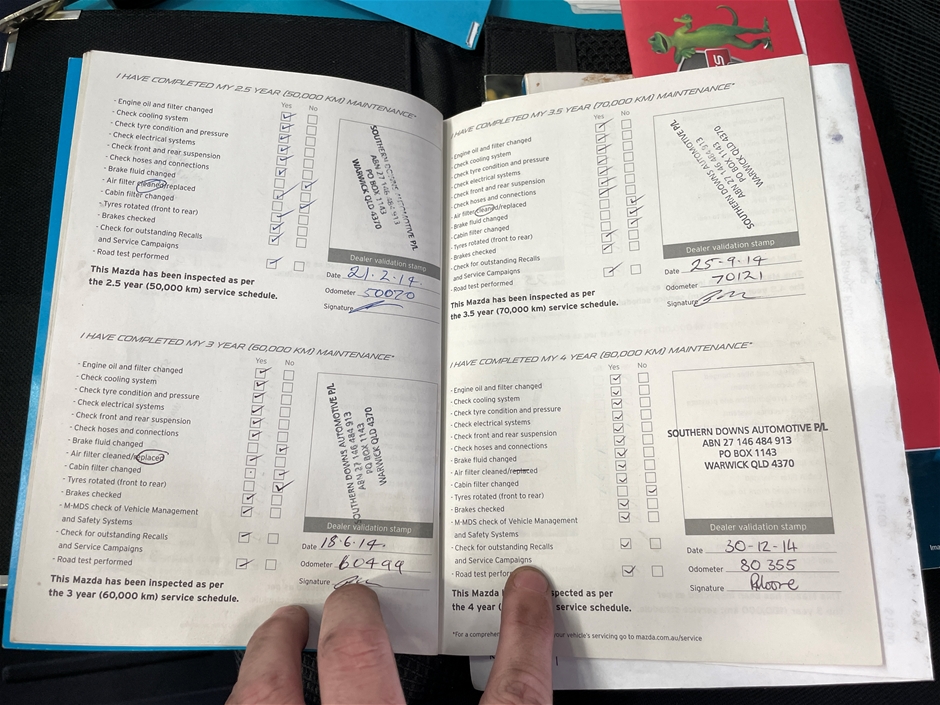 I HAVE COMPLETED MY 2.5 YEAR (50,000 KM) MAINTENANCE*
Yes No
- Engine oil and filter changed
- Check cooling system
- Check tyre condition and pressure
- Check electrical systems
- Check front and rear suspension
- Check hoses and connections
- Brake fluid changed
- Air filter cleaned/replaced
- Cabin filter changed
- Tyres rotated (front to rear)
- Brakes checked
- Check for outstanding Recalls
and Service Campaigns
- Road test performed
This Mazda has been inspected as per
the 2.5 year (50,000 km) service schedule.
SOUTHERN DOWNS AUTOMOTIVE P/L
ABN 27 146 484 913
PO BOX 1143
WARWICK QLD 4370
Dealer validation stamp
Date 21.2.14.
Odometer 50070
Signature
I HAVE COMPLETED MY 3 YEAR (60,000 KM) MAINTENANCE*
Yes No
- Engine oil and filter changed
- Check cooling system
- Check tyre condition and pressure
- Check electrical systems
- Check front and rear suspension
- Check hoses and connections
- Brake fluid changed
- Air filter cleaned/replaced
- Cabin filter changed
- Tyres rotated (front to rear)
- Brakes checked
- M-MDS check of Vehicle Management
and Safety Systems
- Check for outstanding Recalls
and Service Campaigns
- Road test performed
This Mazda has been inspected as per
the 3 year (60,000 km) service schedule.
SOUTHERN DOWNS AUTOMOTIVE P/L
ABN 27 146 484 913
PO BOX 1143
WARWICK QLD 4370
Dealer validation stamp
Date 18.6.14.
Odometer 60499
Signature
I HAVE COMPLETED MY 3.5 YEAR (70,000 KM) MAINTENANCE*
Yes No
- Engine oil and filter changed
- Check cooling system
- Check tyre condition and pressure
- Check electrical systems
- Check front and rear suspension
- Check hoses and connections
- Air filter cleaned/replaced
- Brake fluid changed
- Cabin filter changed
- Tyres rotated (front to rear)
- Brakes checked
- Check for outstanding Recalls
and Service Campaigns
- Road test performed
This Mazda has been inspected as per
the 3.5 year (70,000 km) service schedule.
SOUTHERN DOWNS AUTOMOTIVE P/L
ABN 27 146 484 913
PO BOX 1143
WARWICK QLD 4370
Dealer validation stamp
Date 25-9-14
Odometer 70121
Signature
I HAVE COMPLETED MY 4 YEAR (80,000 KM) MAINTENANCE*
Yes No
- Engine oil and filter changed
- Check cooling system
- Check tyre condition and pressure
- Check electrical systems
- Check front and rear suspension
- Check hoses and connections
- Brake fluid changed
- Air filter cleaned/replaced
- Cabin filter changed
- Tyres rotated (front to rear)
- Brakes checked
- M-MDS check of Vehicle Management
and Safety Systems
- Check for outstanding Recalls
and Service Campaigns
- Road test
This Mazda spected as per
the 4 year service schedule.
SOUTHERN DOWNS AUTOMOTIVE P/L
ABN 27 146 484 913
PO BOX 1143
WARWICK QLD 4370
Dealer validation stamp
Date 30-12-14
Odometer 80 355
Signature
*For a your vehicle's servicing go to mazda.com.au/service